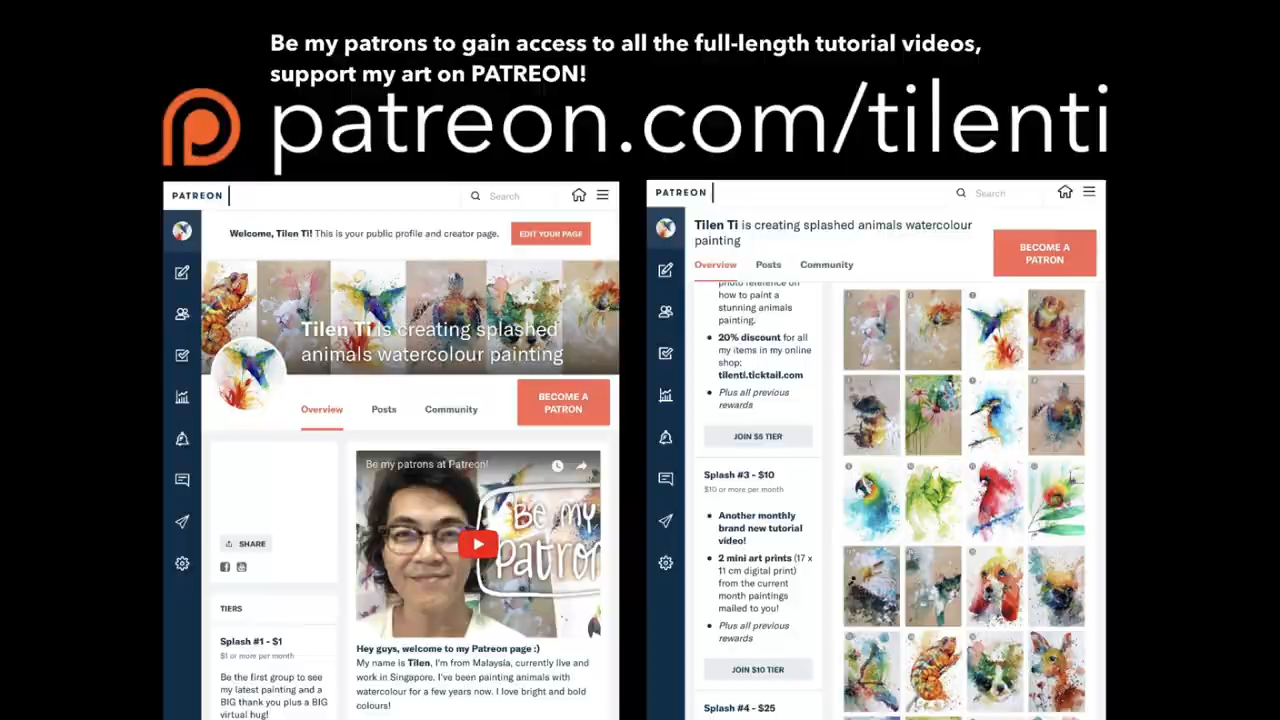 Be my patrons to gain access to all the full-length tutorial videos,
support my art on PATREON!
patreon.com/tilenti
PATREON
Search
Welcome, Tilen Ti! This is your public profile and creator page.
EDIT YOUR PAGE
Tilen Ti is creating splashed
animals watercolour painting
Overview
Posts
Community
BECOME A
PATRON
SHARE
TIERS
Splash #1 - $1
$1 or more per month
Be the first group to see
my latest painting and a
BIG thank you plus a BIG
virtual hug!
Be my patrons at Patreon!
Be my
Patron
Hey guys, welcome to my Patreon page :)
My name is Tilen, I'm from Malaysia, currently live and
work in Singapore. I've been painting animals with
watercolour for a few years now. I love bright and bold
colours!
PATREON
Search
Tilen Ti is creating splashed animals watercolour
painting
BECOME A
PATRON
Overview
Posts
Community
photo reference on
how to paint a
stunning animals
painting.
20% discount for all
my items in my online
shop:
tilenti.ticktail.com
Plus all previous
rewards
JOIN $5 TIER
Splash #3 - $10
$10 or more per month
Another monthly
brand new tutorial
video!
2 mini art prints (17 x
11 cm digital print)
from the current
month paintings
mailed to you!
Plus all previous
rewards
JOIN $10 TIER
Splash #4 - $25